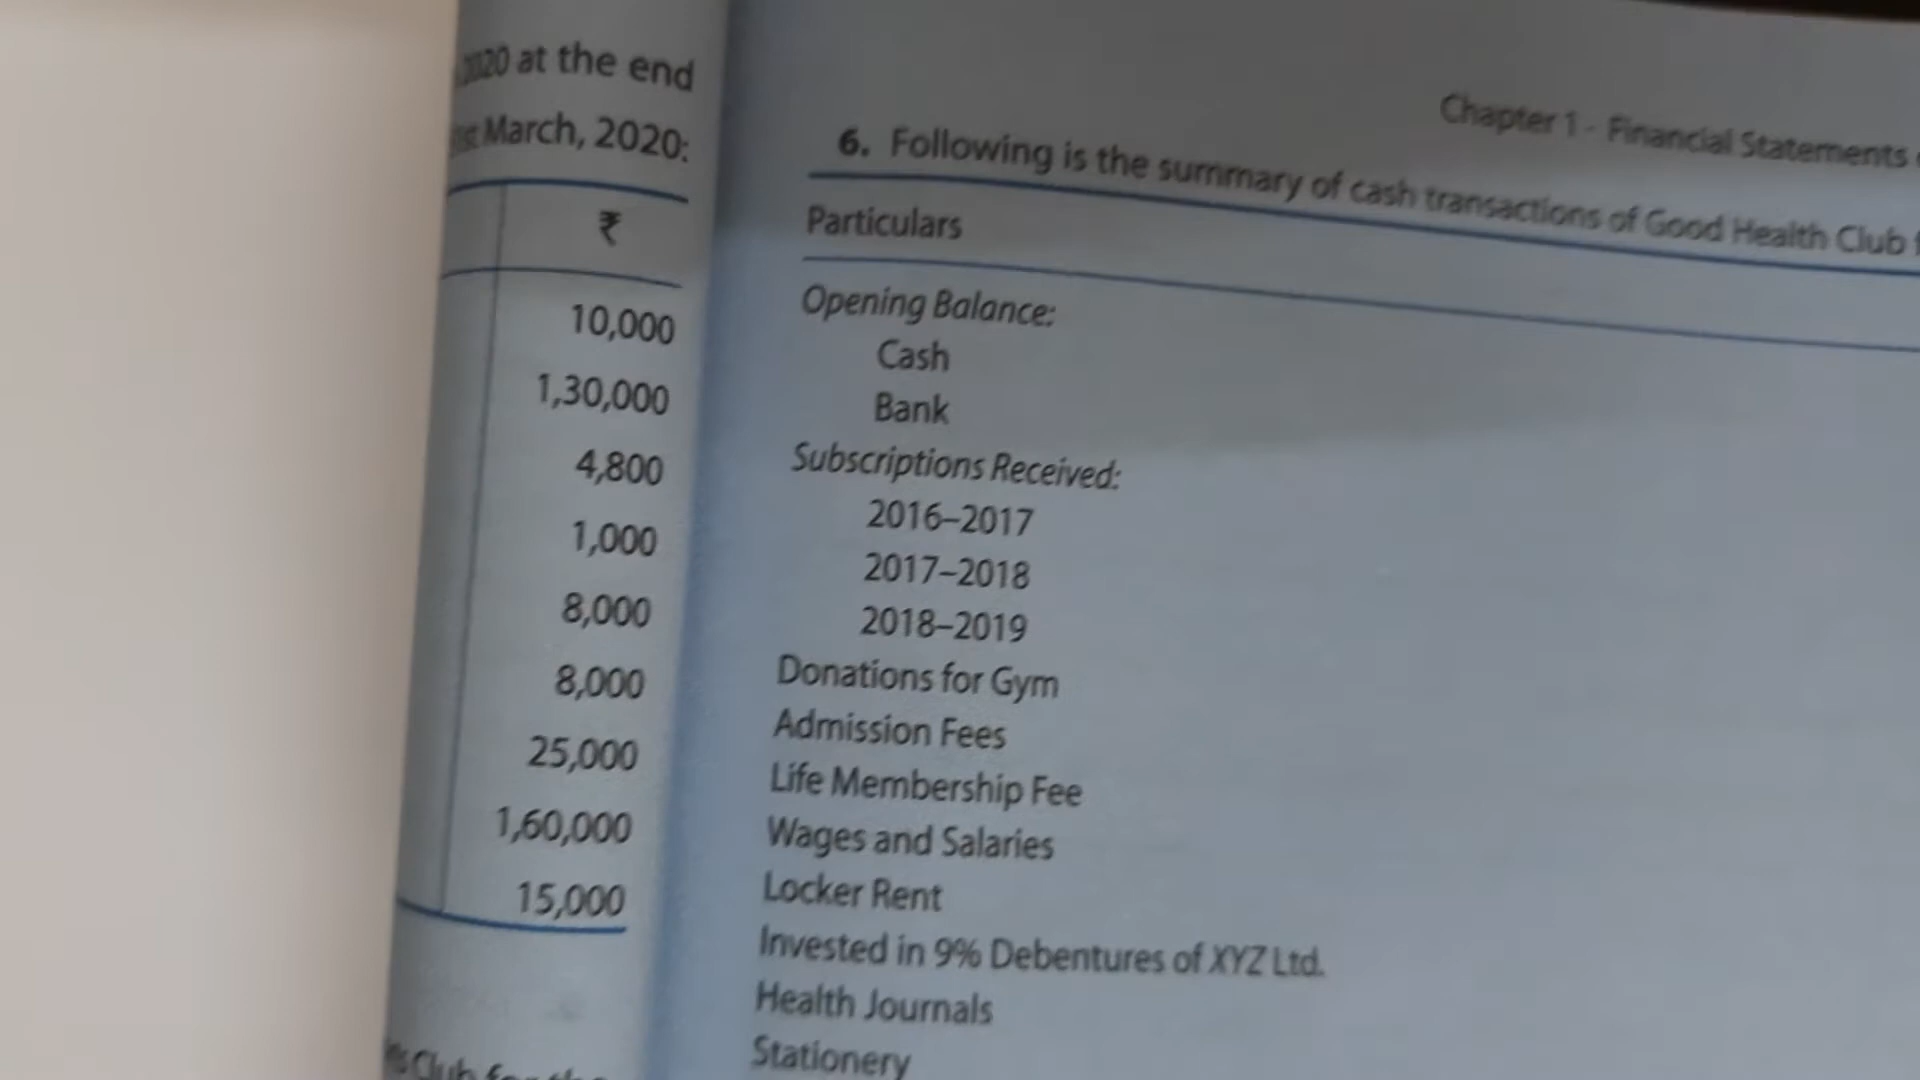 2020 at the end
March, 2020:
₹
10,000
1,30,000
4,800
1,000
8,000
8,000
25,000
1,60,000
15,000
Club for the
Chapter 1 - Financial Statements
6. Following is the summary of cash transactions of Good Health Club
Particulars
Opening Balance:
Cash
Bank
Subscriptions Received:
2016–2017
2017–2018
2018–2019
Donations for Gym
Admission Fees
Life Membership Fee
Wages and Salaries
Locker Rent
Invested in 9% Debentures of XYZ Ltd.
Health Journals
Stationery